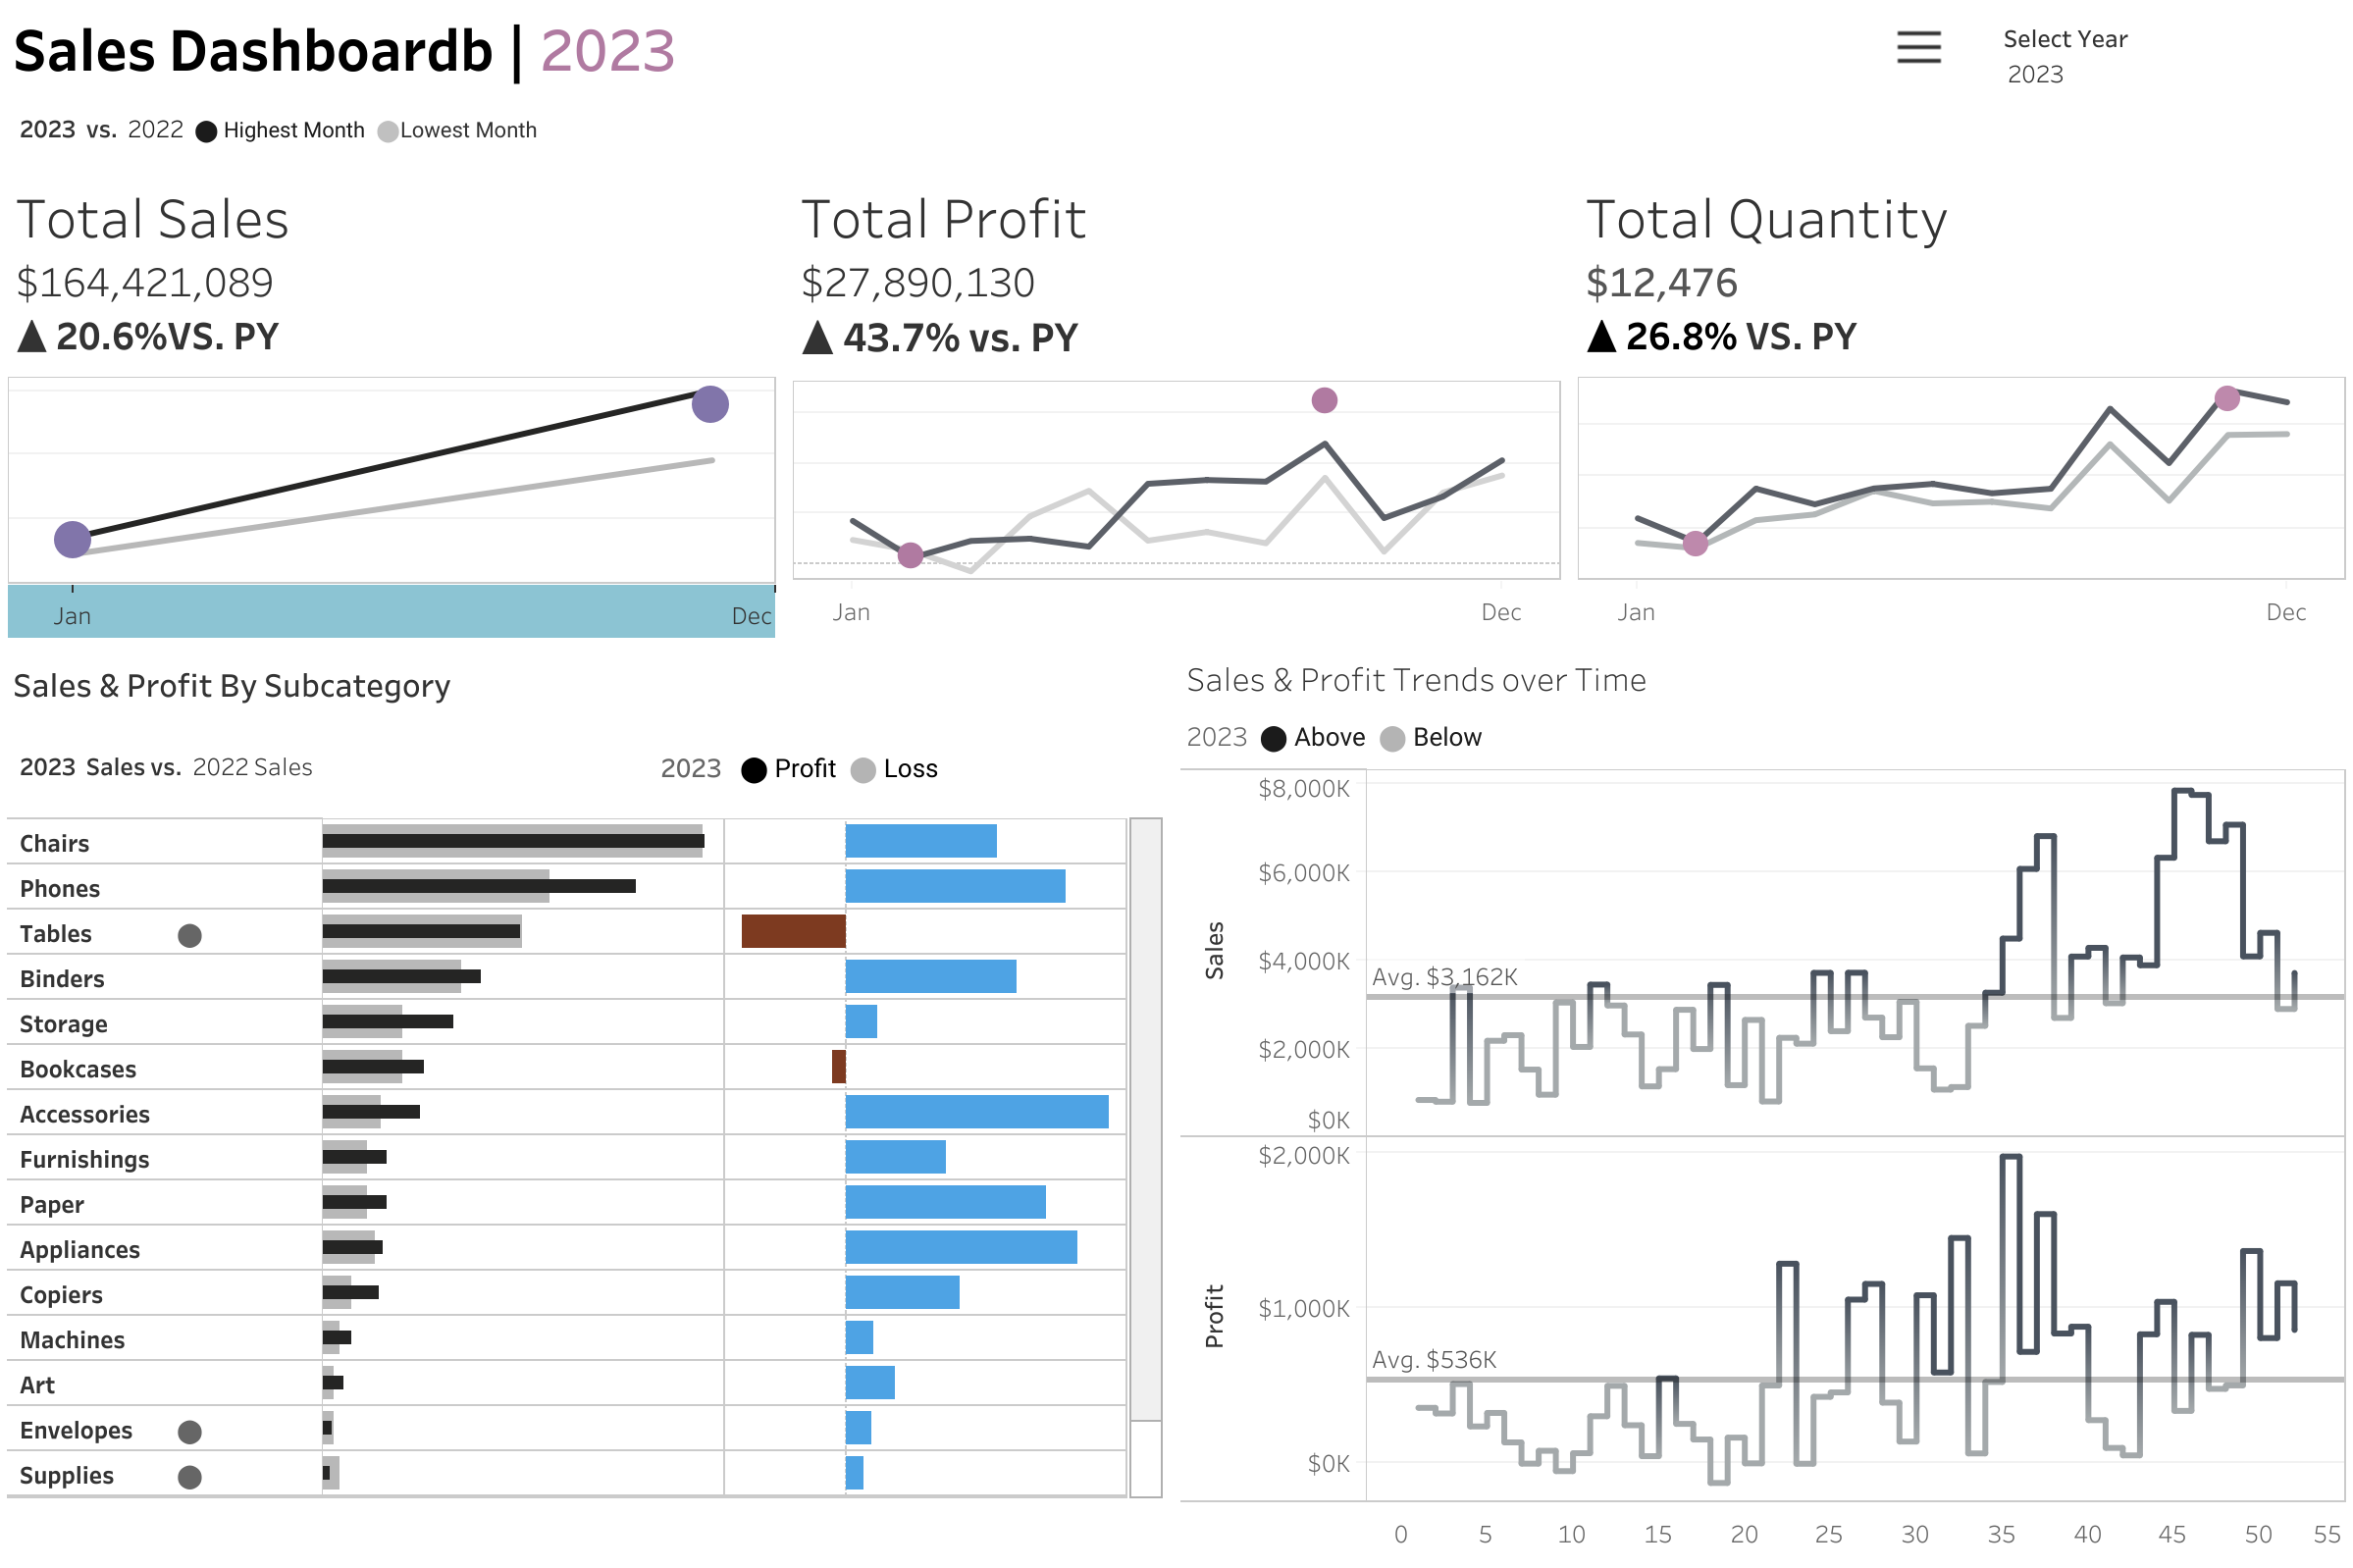 Sales Dashboardb | 2023
Select Year
2023
2023 vs. 2022 Highest Month Lowest Month
Total Sales
$164,421,089
▲ 20.6%VS. PY
Jan Dec
Total Profit
$27,890,130
▲ 43.7% vs. PY
Jan Dec
Total Quantity
$12,476
▲ 26.8% VS. PY
Jan Dec
Sales & Profit By Subcategory
2023 Sales vs. 2022 Sales
2023 Profit Loss
Chairs
Phones
Tables
Binders
Storage
Bookcases
Accessories
Furnishings
Paper
Appliances
Copiers
Machines
Art
Envelopes
Supplies
Sales & Profit Trends over Time
2023 Above Below
Sales
$8,000K
$6,000K
$4,000K
Avg. $3,162K
$2,000K
$0K
Profit
$2,000K
$1,000K
Avg. $536K
$0K
0 5 10 15 20 25 30 35 40 45 50 55